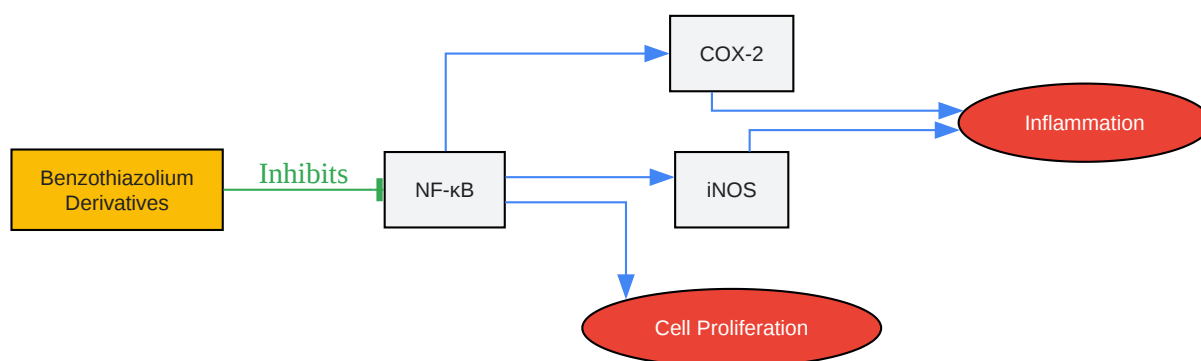 COX-2
Inflammation
Benzothiazolium
Derivatives
Inhibits
NF-κB
iNOS
Cell Proliferation